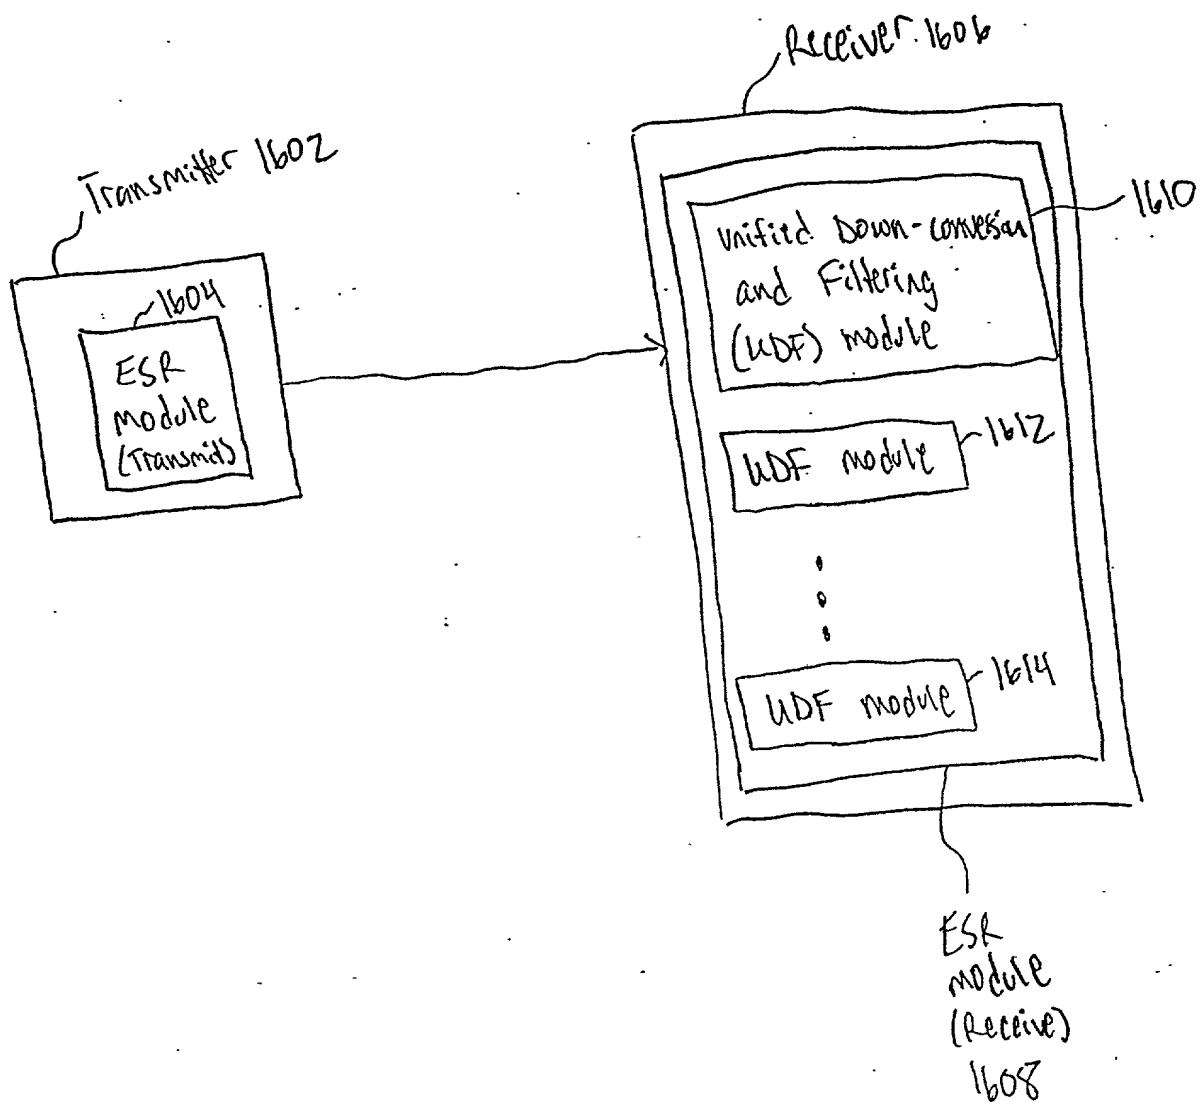 Receiver 1606
Transmitter 1602
1604
ESR
module
(Transmit)
1610
Unified Down-conversion
and Filtering
(UDF) module
1612
UDF module
1614
UDF module
ESR
module
(Receive)
1608